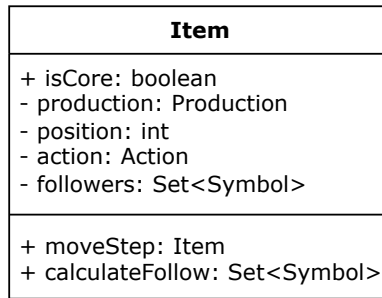 Item
+ isCore: boolean
- production: Production
- position: int
- action: Action
- followers: Set<Symbol>
+ moveStep: Item
+ calculateFollow: Set<Symbol>